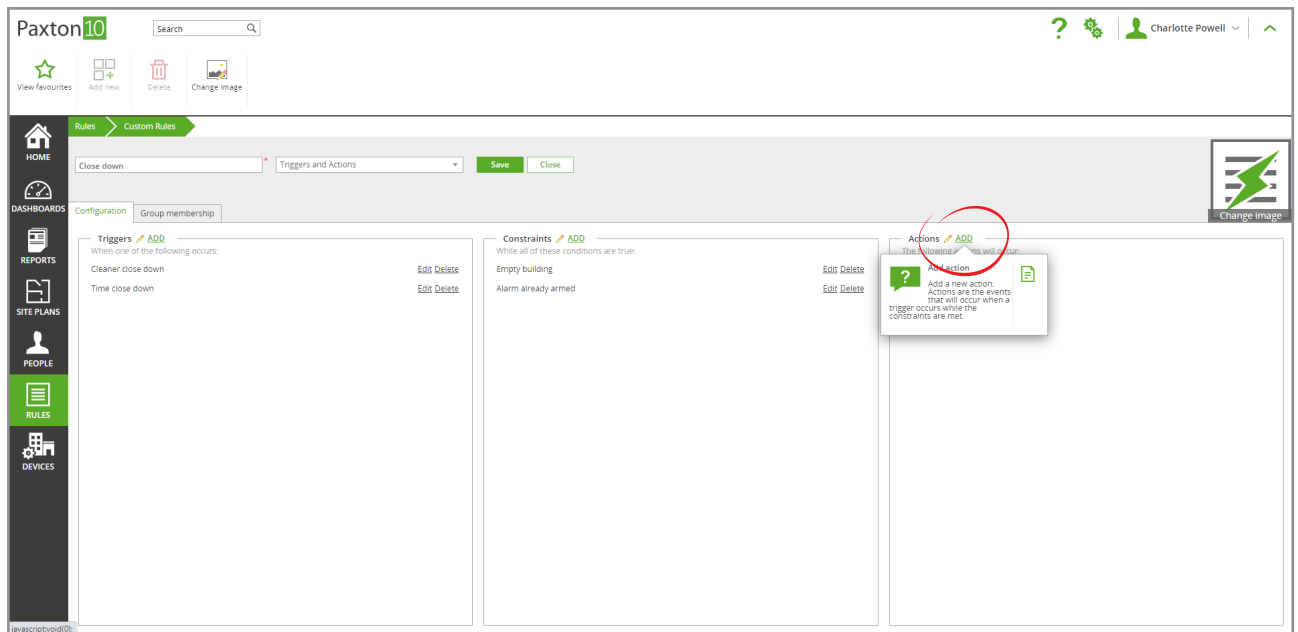 Paxton10
Search
Charlotte Powell
View favourites
Add new
Delete
Change image
Rules
Custom Rules
HOME
Close down
*
Triggers and Actions
Save
Close
Change image
DASHBOARDS
Configuration
Group membership
REPORTS
Triggers ADD
When one of the following occurs:
Cleaner close down Edit Delete
Time close down Edit Delete
Constraints ADD
While all of these conditions are true:
Empty building Edit Delete
Alarm already armed Edit Delete
Actions ADD
The following actions will occur:
?
Add action
Add a new action.
Actions are the events
that will occur when a
trigger occurs while the
constraints are met.
SITE PLANS
PEOPLE
RULES
DEVICES
javascript:void(0);